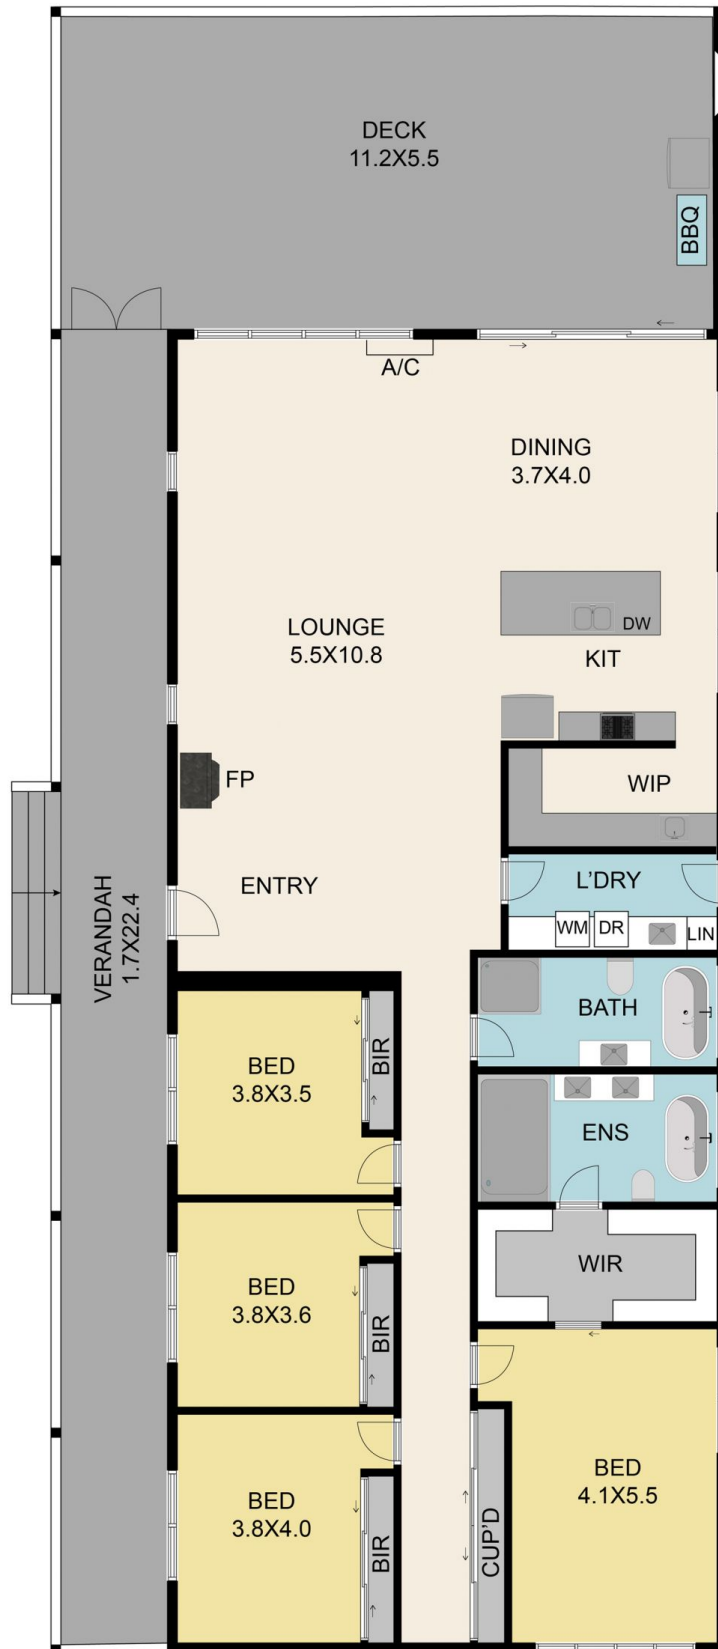 DECK
11.2X5.5
BBQ
A/C
DINING
3.7X4.0
LOUNGE
5.5X10.8
DW
KIT
FP
WIP
ENTRY
L'DRY
WM
DR
LIN
VERANDAH
1.7X22.4
BATH
BED
3.8X3.5
BIR
ENS
BED
3.8X3.6
BIR
WIR
BED
3.8X4.0
BIR
CUP'D
BED
4.1X5.5